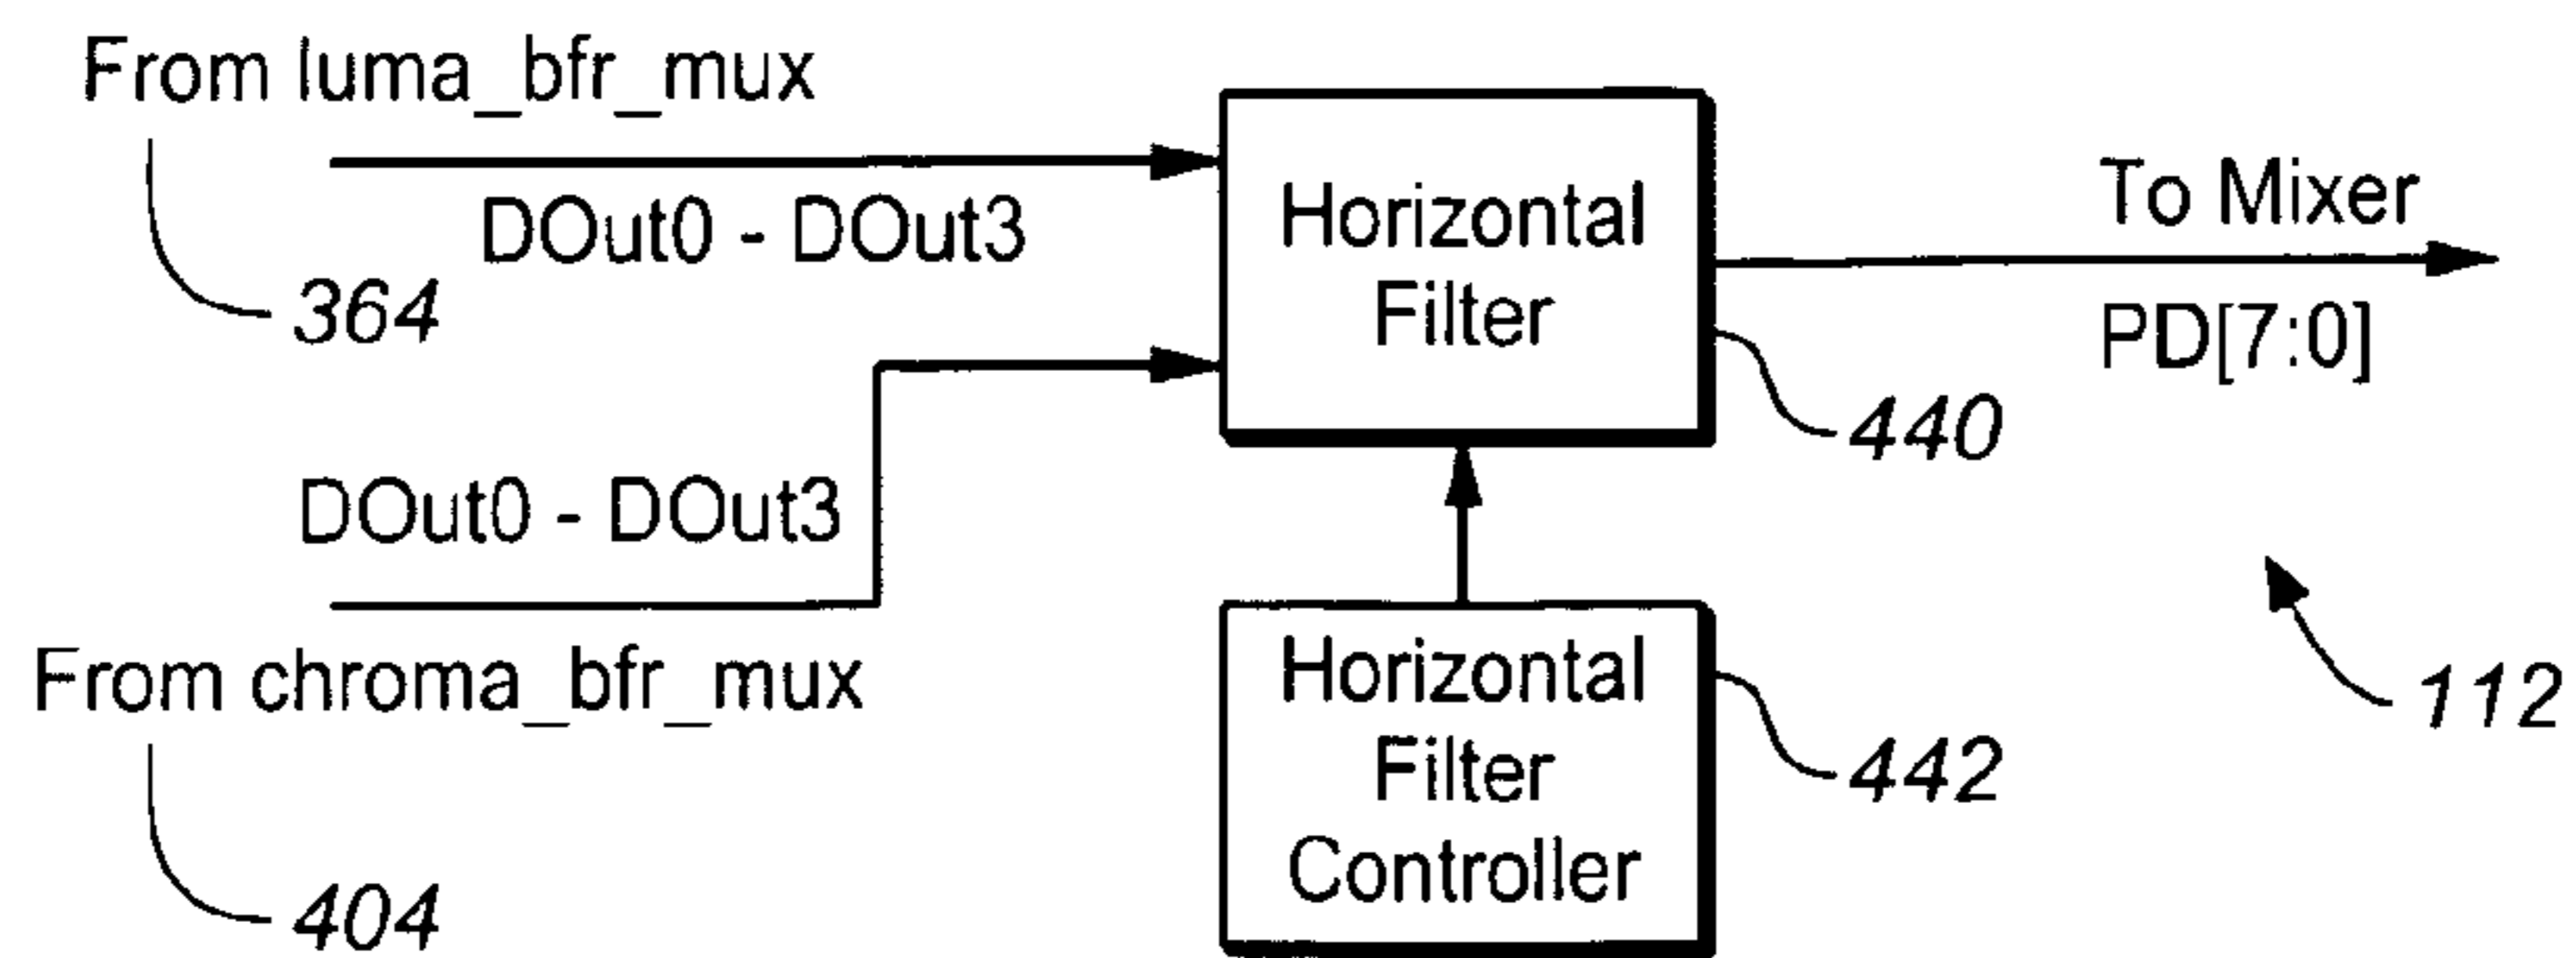 From luma_bfr_mux
DOut0 - DOut3
364
Horizontal
Filter
To Mixer
PD[7:0]
440
DOut0 - DOut3
From chroma_bfr_mux
404
Horizontal
Filter
Controller
442
112